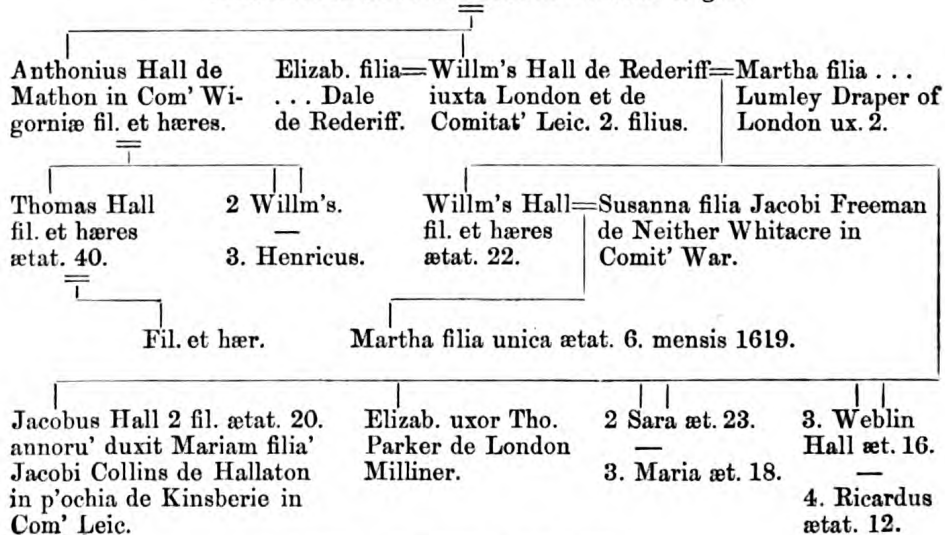 Anthonius Hall de
Mathon in Com' Wi-
gorniæ fil. et hæres.
Elizab. filia
. . . Dale
de Rederiff.
Willm's Hall de Rederiff
iuxta London et de
Comitat' Leic. 2. filius.
Martha filia . . .
Lumley Draper of
London ux. 2.
Thomas Hall
fil. et hæres
ætat. 40.
2 Willm's.
—
3. Henricus.
Willm's Hall
fil. et hæres
ætat. 22.
Susanna filia Jacobi Freeman
de Neither Whitacre in
Comit' War.
Fil. et hær.
Martha filia unica ætat. 6. mensis 1619.
Jacobus Hall 2 fil. ætat. 20.
annoru' duxit Mariam filia'
Jacobi Collins de Hallaton
in p'ochia de Kinsberie in
Com' Leic.
Elizab. uxor Tho.
Parker de London
Milliner.
2 Sara æt. 23.
—
3. Maria æt. 18.
3. Weblin
Hall æt. 16.
—
4. Ricardus
ætat. 12.